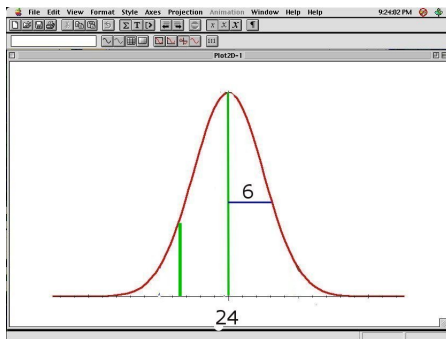 File Edit View Format Style Axes Projection Animation Window Help Help 9:24:02 PM
Σ T x x X ¶
Plot2D•1
6
24